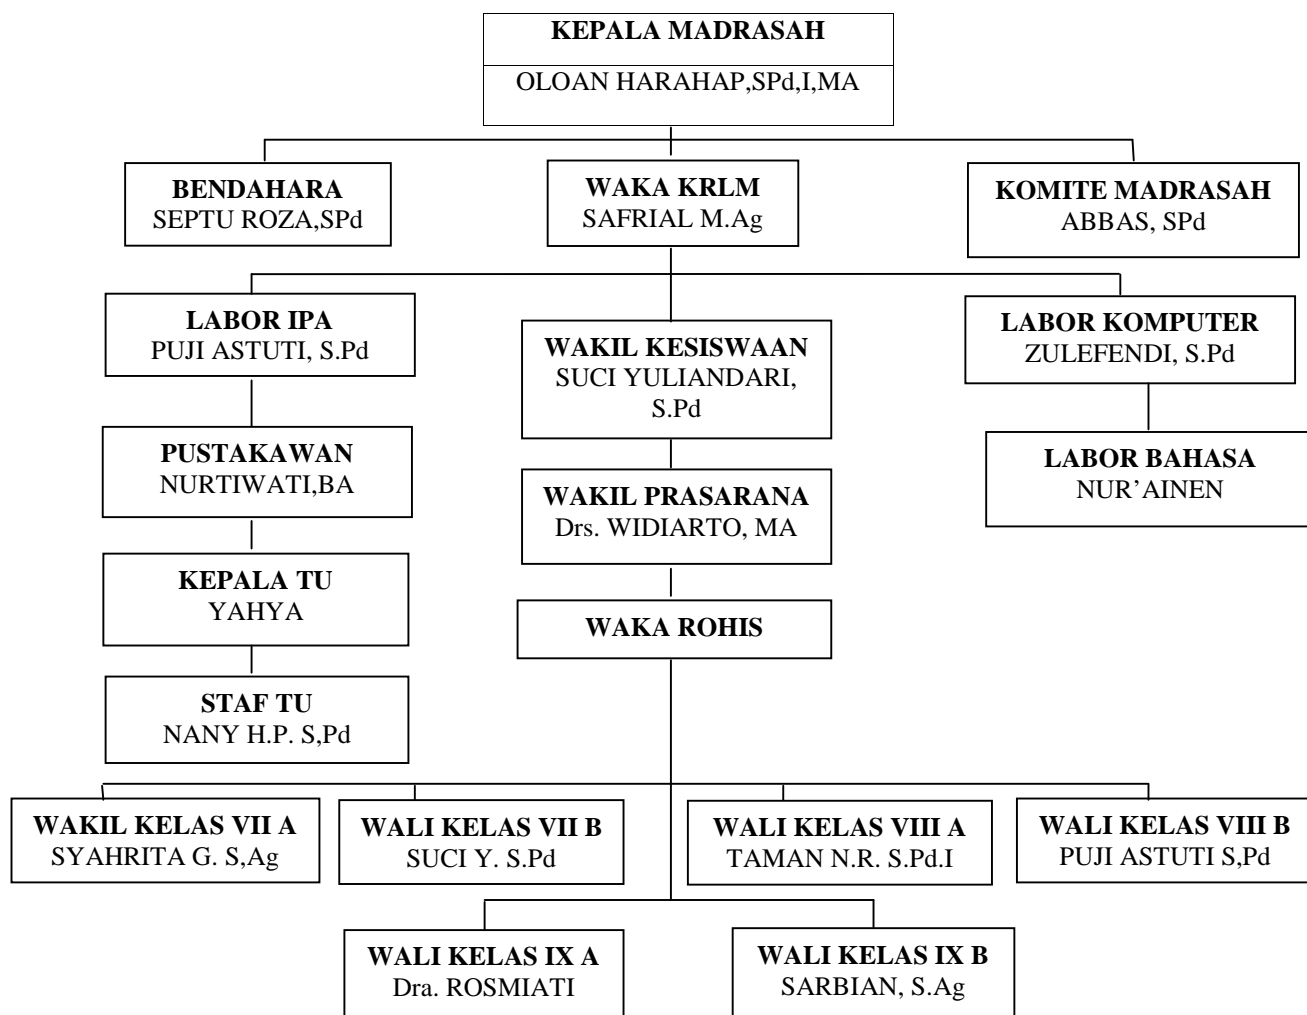 KEPALA MADRASAH
OLOAN HARAHAP,SPd,I,MA
BENDAHARA
SEPTU ROZA,SPd
WAKA KRLM
SAFRIAL M.Ag
KOMITE MADRASAH
ABBAS, SPd
LABOR IPA
PUJI ASTUTI, S.Pd
WAKIL KESISWAAN
SUCI YULIANDARI,
S.Pd
LABOR KOMPUTER
ZULEFENDI, S.Pd
PUSTAKAWAN
NURTIWATI,BA
WAKIL PRASARANA
Drs. WIDIARTO, MA
LABOR BAHASA
NUR’AINEN
KEPALA TU
YAHYA
WAKA ROHIS
STAF TU
NANY H.P. S,Pd
WAKIL KELAS VII A
SYAHRITA G. S,Ag
WALI KELAS VII B
SUCI Y. S.Pd
WALI KELAS VIII A
TAMAN N.R. S.Pd.I
WALI KELAS VIII B
PUJI ASTUTI S,Pd
WALI KELAS IX A
Dra. ROSMIATI
WALI KELAS IX B
SARBIAN, S.Ag